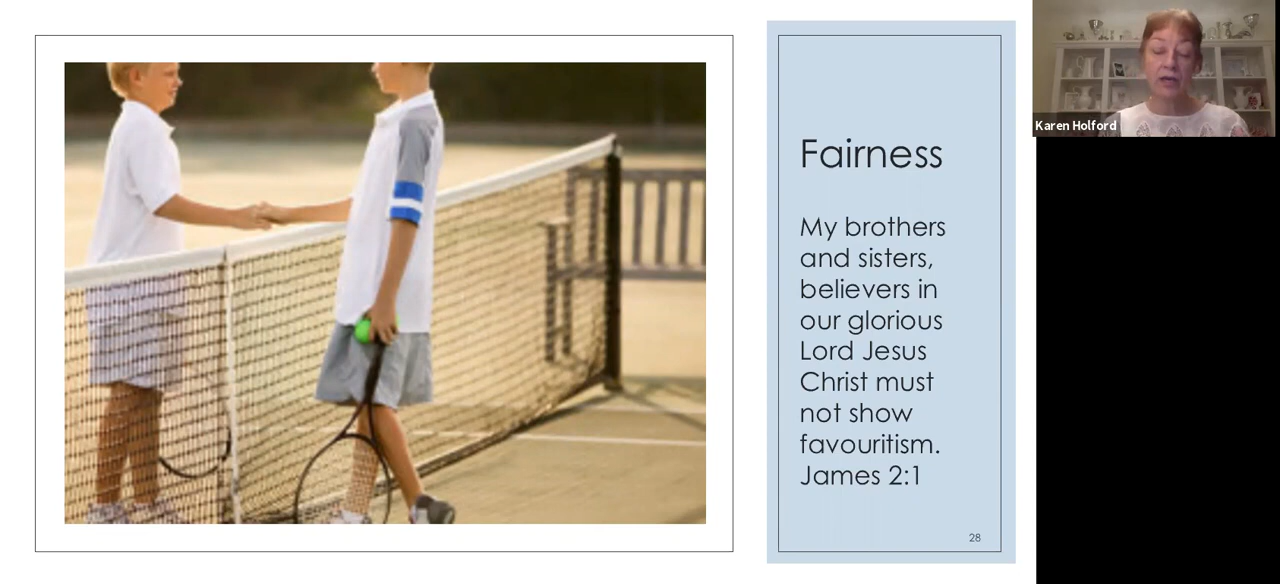 Fairness
My brothers
and sisters,
believers in
our glorious
Lord Jesus
Christ must
not show
favouritism.
James 2:1
28
Karen Holford